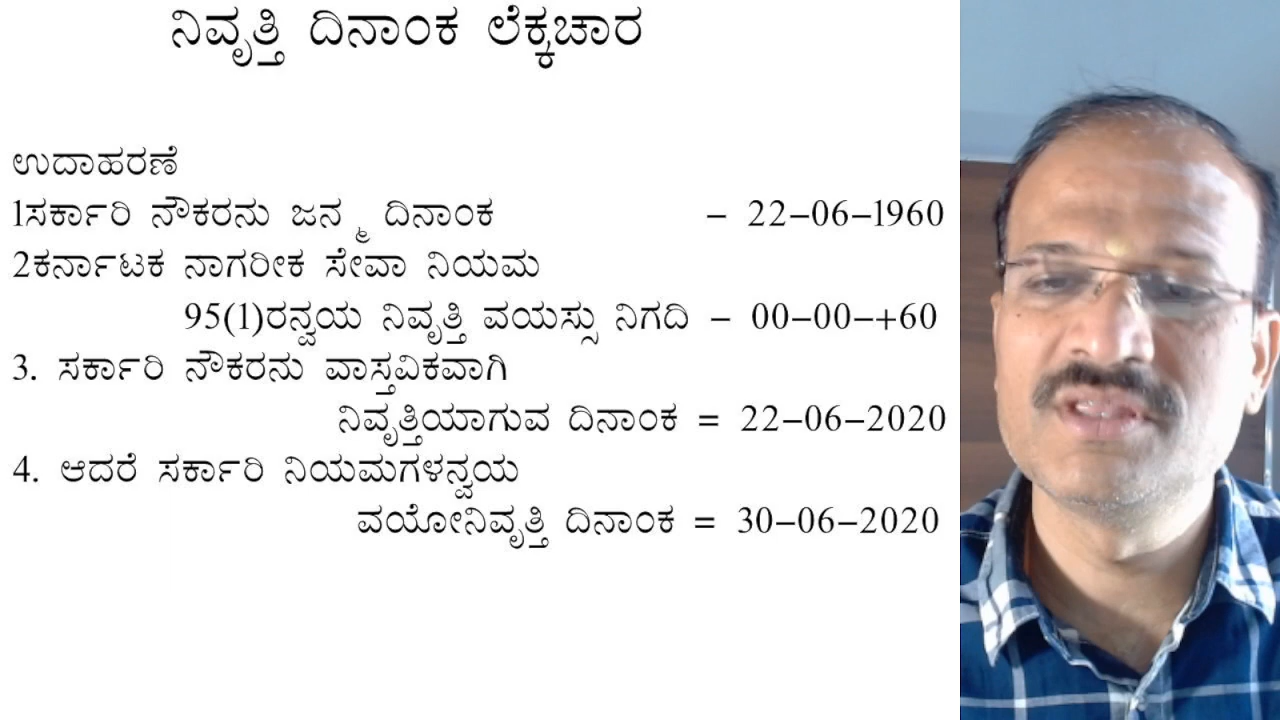 ನಿವೃತ್ತಿ ದಿನಾಂಕ ಲೆಕ್ಕಚಾರ
ಉದಾಹರಣೆ
1ಸರ್ಕಾರಿ ನೌಕರನು ಜನ್ಮ ದಿನಾಂಕ – 22–06–1960
2ಕರ್ನಾಟಕ ನಾಗರೀಕ ಸೇವಾ ನಿಯಮ
95(1)ರನ್ವಯ ನಿವೃತ್ತಿ ವಯಸ್ಸು ನಿಗದಿ – 00–00–+60
3. ಸರ್ಕಾರಿ ನೌಕರನು ವಾಸ್ತವಿಕವಾಗಿ
ನಿವೃತ್ತಿಯಾಗುವ ದಿನಾಂಕ = 22–06–2020
4. ಆದರೆ ಸರ್ಕಾರಿ ನಿಯಮಗಳನ್ವಯ
ವಯೋನಿವೃತ್ತಿ ದಿನಾಂಕ = 30–06–2020